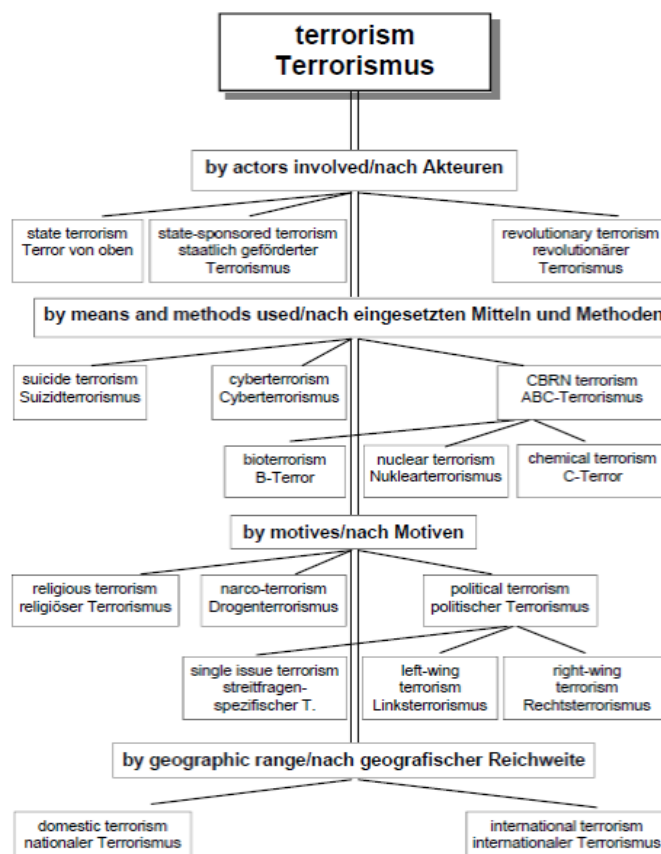 terrorism
Terrorismus
by actors involved/nach Akteuren
state terrorism
Terror von oben
state-sponsored terrorism
staatlich geförderter
Terrorismus
revolutionary terrorism
revolutionärer
Terrorismus
by means and methods used/nach eingesetzten Mitteln und Methoden
suicide terrorism
Suizidterrorismus
cyberterrorism
Cyberterrorismus
CBRN terrorism
ABC-Terrorismus
bioterrorism
B-Terror
nuclear terrorism
Nuklearterrorismus
chemical terrorism
C-Terror
by motives/nach Motiven
religious terrorism
religiöser Terrorismus
narco-terrorism
Drogenterrorismus
political terrorism
politischer Terrorismus
single issue terrorism
streitfragen-
spezifischer T.
left-wing
terrorism
Linksterrorismus
right-wing
terrorism
Rechtsterrorismus
by geographic range/nach geografischer Reichweite
domestic terrorism
nationaler Terrorismus
international terrorism
internationaler Terrorismus